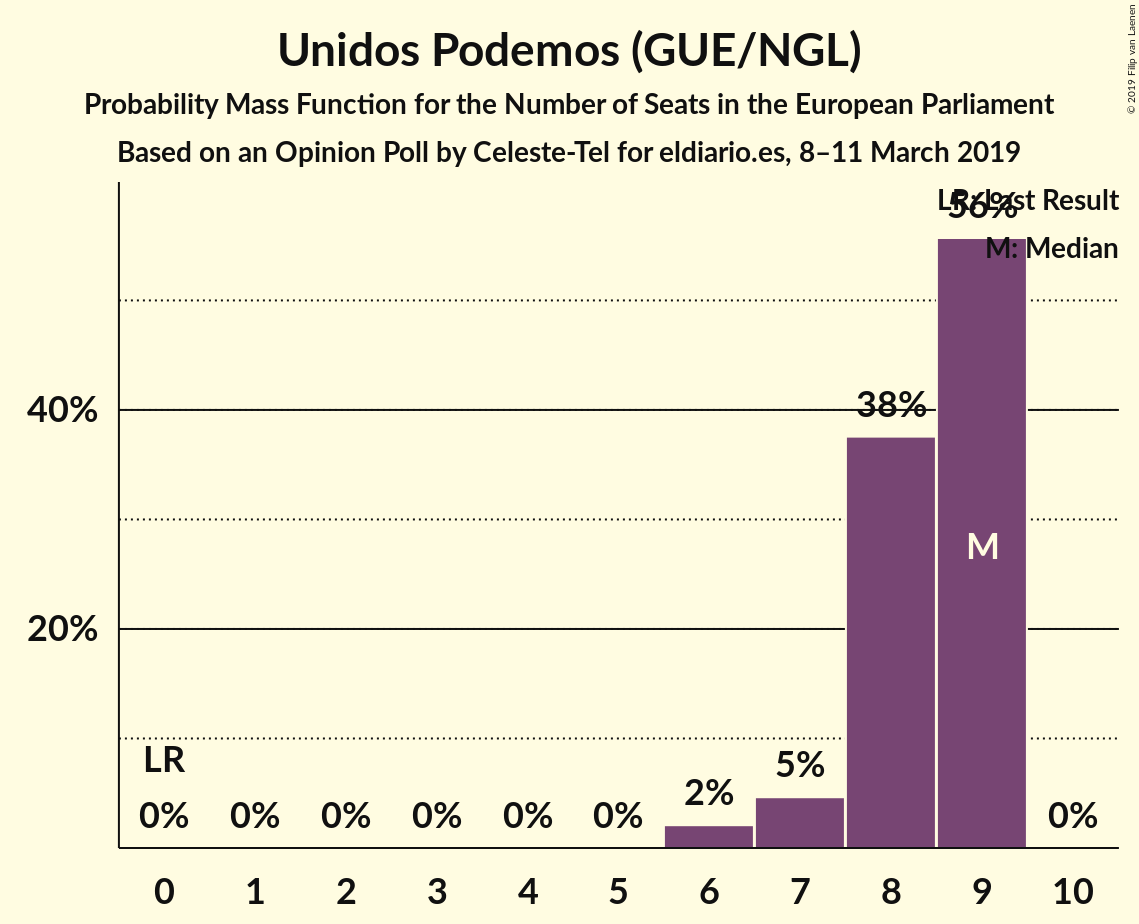 Unidos Podemos (GUE/NGL)
Probability Mass Function for the Number of Seats in the European Parliament
Based on an Opinion Poll by Celeste-Tel for eldiario.es, 8–11 March 2019
© 2019 Filip van Laenen
LR: Last Result
56%
M: Median
40%
38%
M
20%
LR
5%
2%
0% 0% 0% 0% 0% 0% 0%
0 1 2 3 4 5 6 7 8 9 10